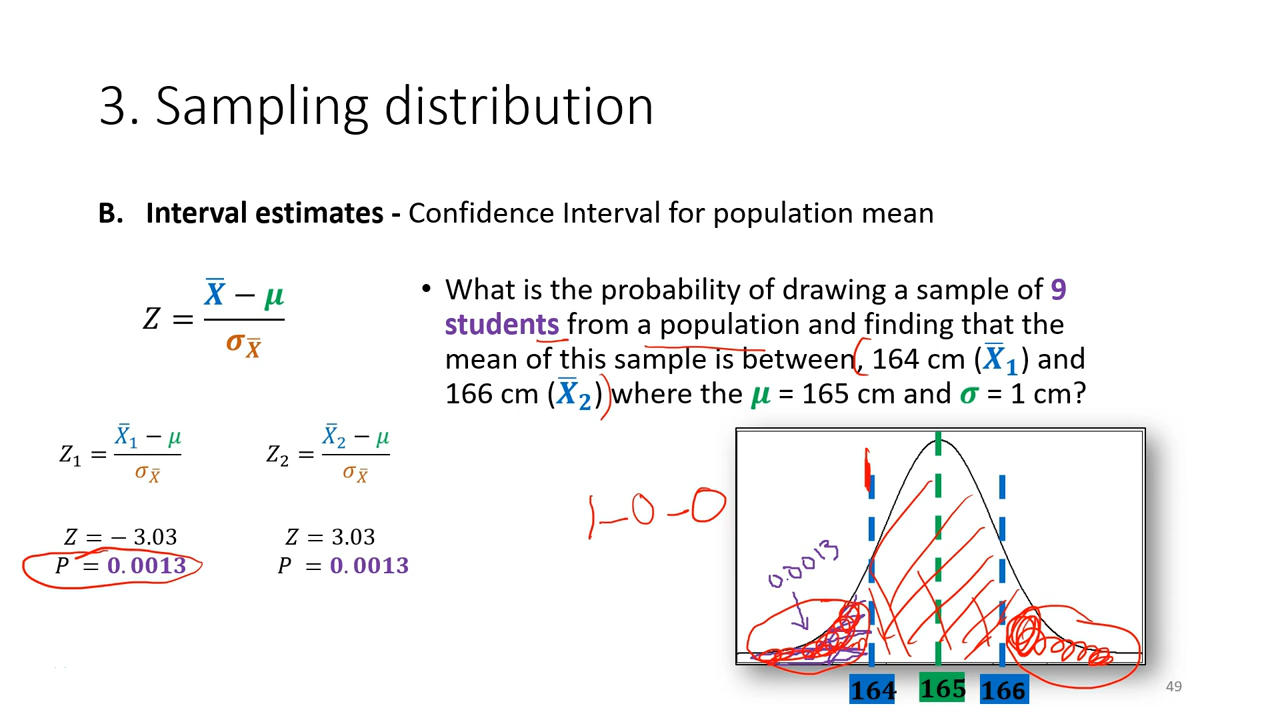 3. Sampling distribution
B. Interval estimates - Confidence Interval for population mean
Z = (X̄ − μ) / σ_X̄
• What is the probability of drawing a sample of 9
students from a population and finding that the
mean of this sample is between, 164 cm (X̄₁) and
166 cm (X̄₂) where the μ = 165 cm and σ = 1 cm?
Z₁ = (X̄₁ − μ) / σ_X̄
Z₂ = (X̄₂ − μ) / σ_X̄
Z = − 3.03
P = 0.0013
Z = 3.03
P = 0.0013
1-0-0
0.0013
164 165 166
49